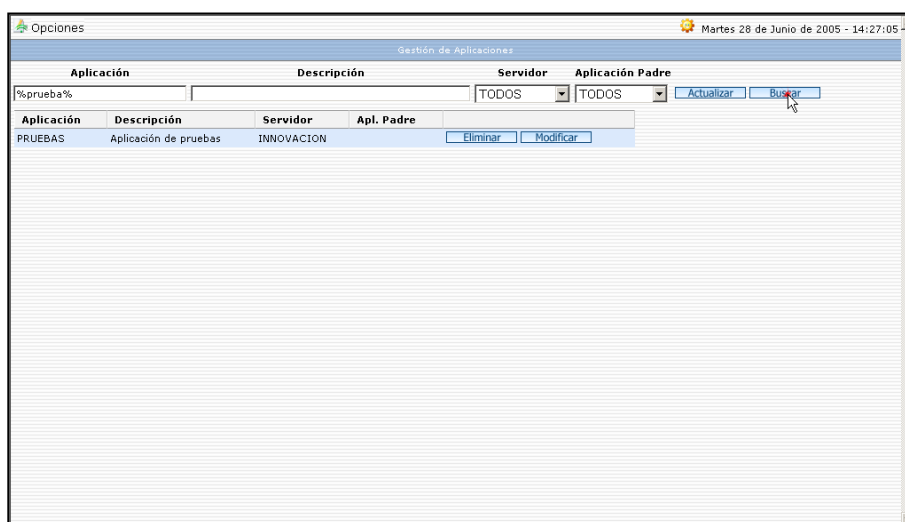 Opciones Martes 28 de Junio de 2005 - 14:27:05
Gestión de Aplicaciones
Aplicación Descripción Servidor Aplicación Padre
%prueba% TODOS TODOS Actualizar Buscar
Aplicación Descripción Servidor Apl. Padre
PRUEBAS Aplicación de pruebas INNOVACION Eliminar Modificar